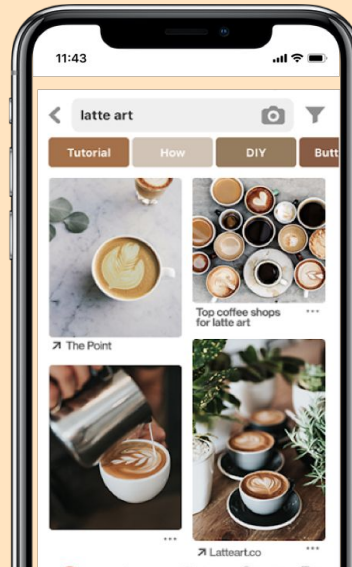 11:43
latte art
Tutorial How DIY Butt
Top coffee shops
for latte art
The Point
Latteart.co